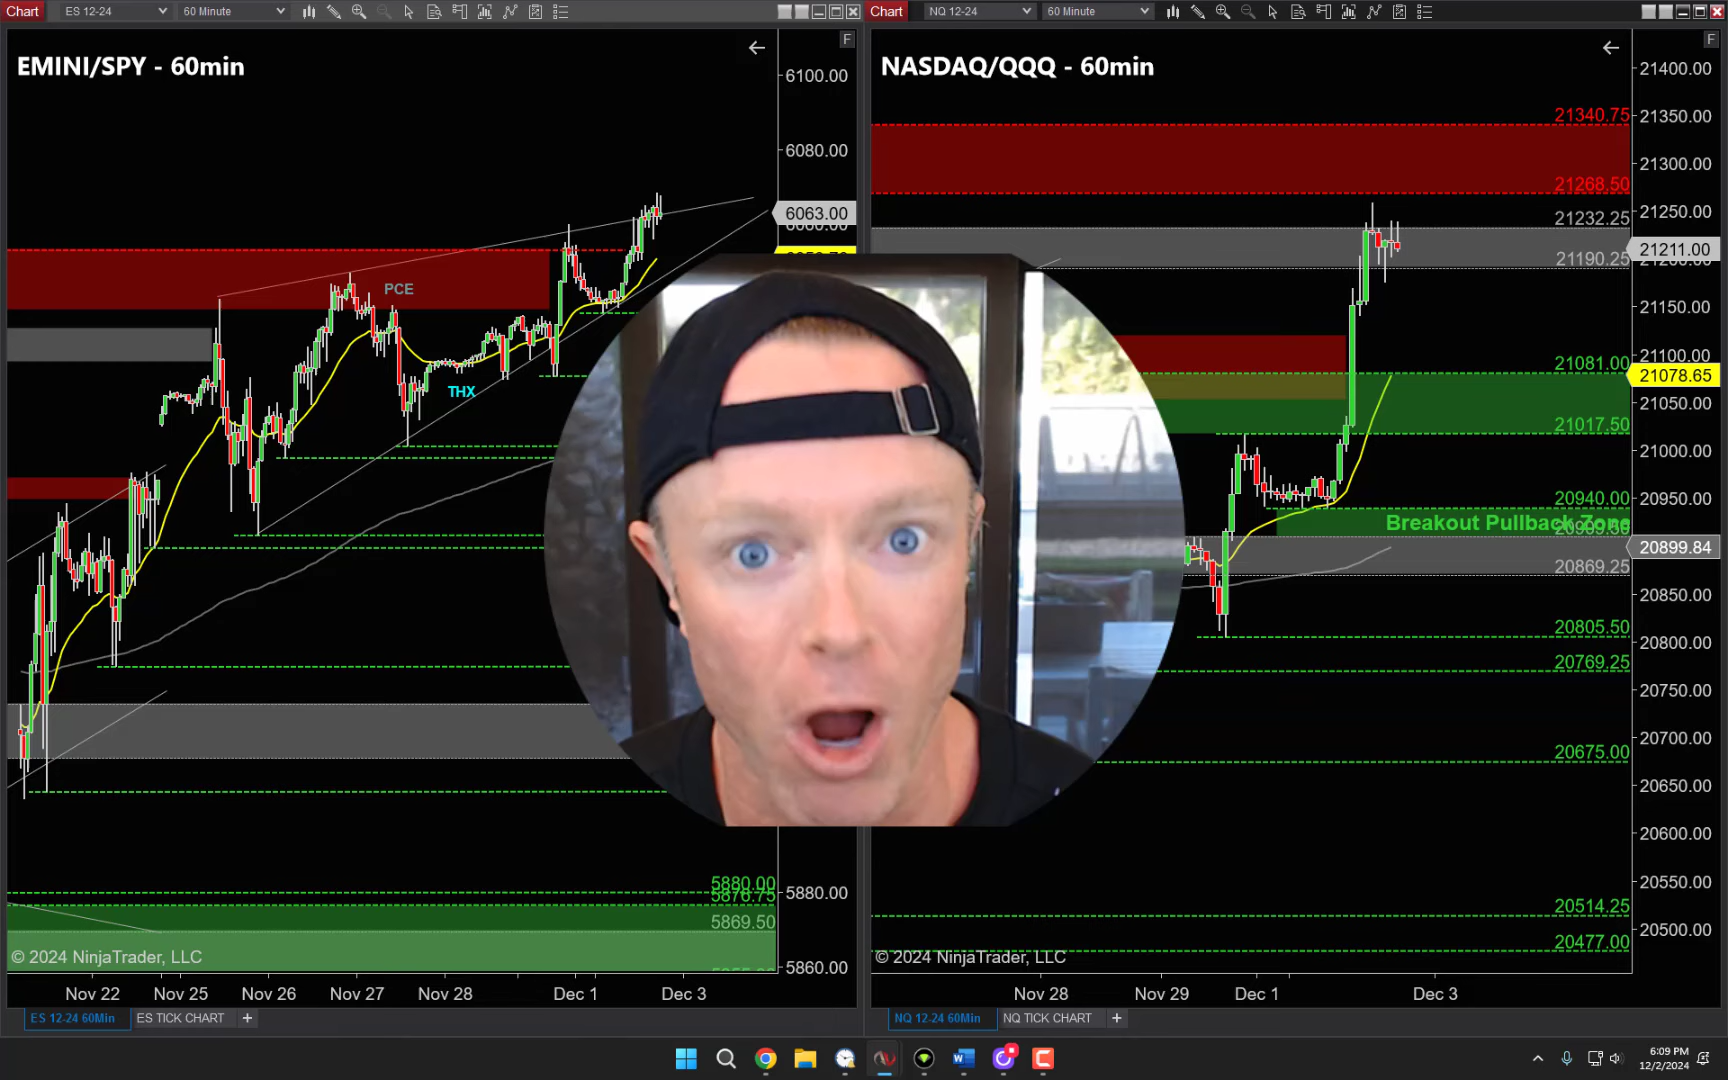 Chart
ES 12-24
60 Minute
Chart
NQ 12-24
60 Minute
F
F
EMINI/SPY - 60min
NASDAQ/QQQ - 60min
6100.00
6080.00
6063.00
PCE
THX
5880.00
5876.75
5869.50
5880.00
5860.00
© 2024 NinjaTrader, LLC
Nov 22
Nov 25
Nov 26
Nov 27
Nov 28
Dec 1
Dec 3
ES 12-24 60Min
ES TICK CHART
+
21340.75
21268.50
21232.25
21190.25
21081.00
21017.50
20940.00
Breakout Pullback Zone
20869.25
20805.50
20769.25
20675.00
20514.25
20477.00
21400.00
21350.00
21300.00
21250.00
21211.00
21150.00
21100.00
21078.65
21050.00
21000.00
20950.00
20899.84
20850.00
20800.00
20750.00
20700.00
20650.00
20600.00
20550.00
20500.00
© 2024 NinjaTrader, LLC
Nov 28
Nov 29
Dec 1
Dec 3
NQ 12-24 60Min
NQ TICK CHART
+
6:09 PM
12/2/2024